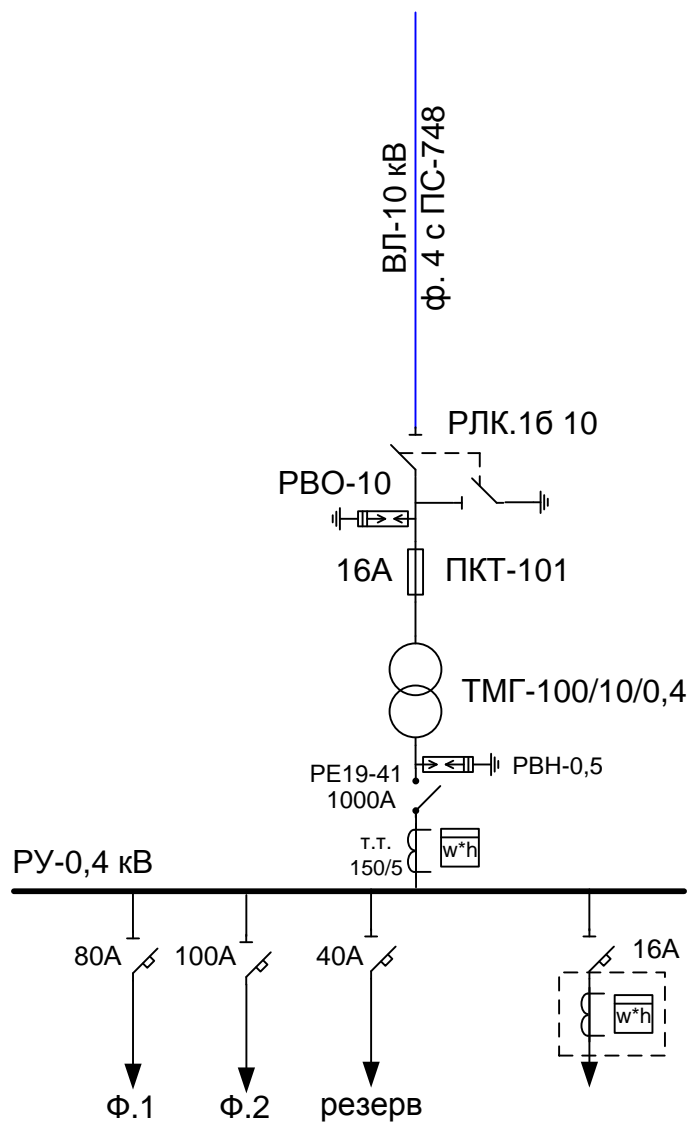 ВЛ-10 кВ
ф. 4 с ПС-748
РЛК.1б 10
РВО-10
16А ПКТ-101
ТМГ-100/10/0,4
РЕ19-41
1000А
РВН-0,5
т.т.
150/5
w*h
РУ-0,4 кВ
80А 100А 40А 16А
w*h
Ф.1 Ф.2 резерв